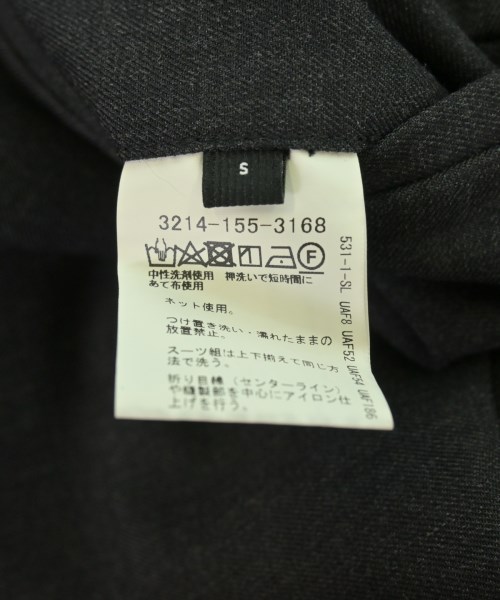 S
3214-155-3168
F
中性洗剤使用 押洗いで短時間に
あて布使用
ネット使用。
つけ置き洗い・濡れたままの
放置禁止。
スーツ組は上下揃えて同じ方
法で洗う。
折り目線（センターライン）
や縫製部を中心にアイロン仕
上げを行う。
531-1-SL UAF8 UAF52 UAF54 UAF186